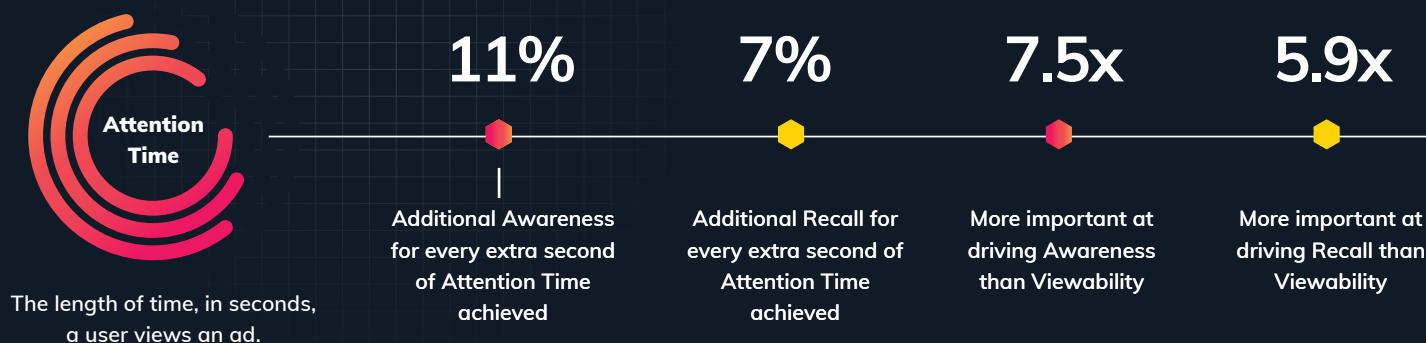 Attention
Time
The length of time, in seconds,
a user views an ad.
11%
Additional Awareness
for every extra second
of Attention Time
achieved
7%
Additional Recall for
every extra second of
Attention Time
achieved
7.5x
More important at
driving Awareness
than Viewability
5.9x
More important at
driving Recall than
Viewability